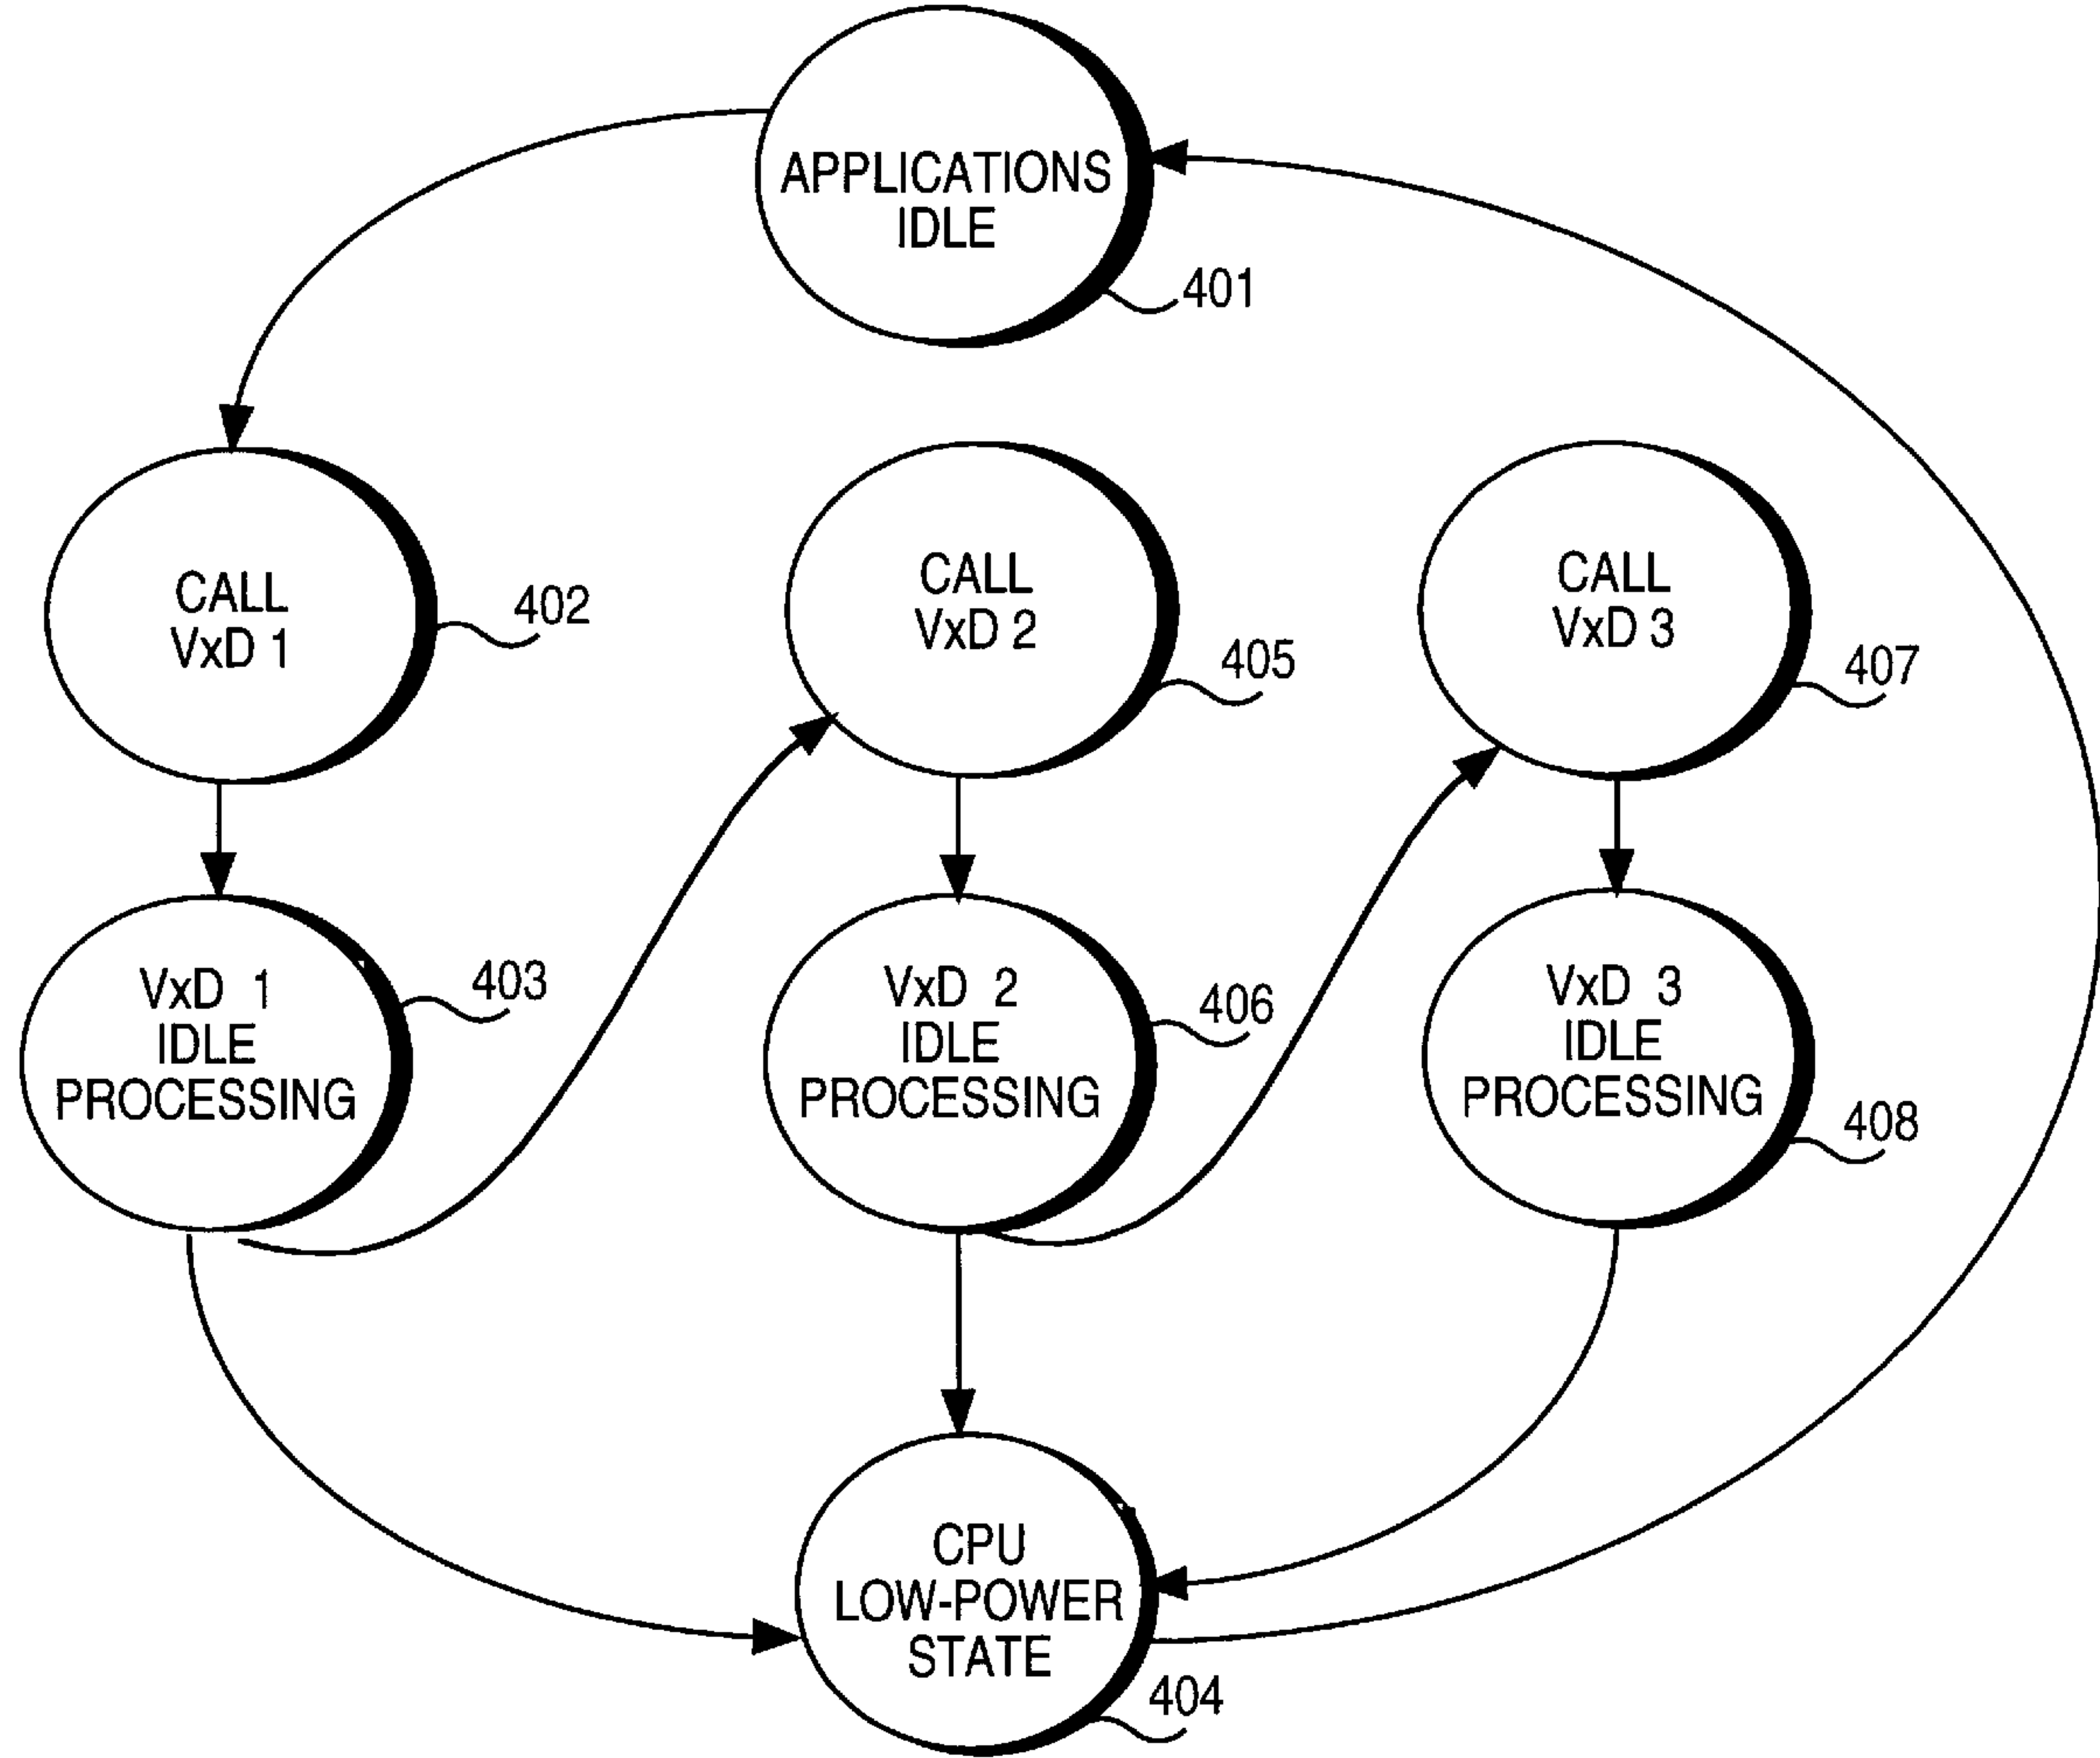 APPLICATIONS
IDLE
401
CALL
VxD 1
402
CALL
VxD 2
405
CALL
VxD 3
407
VxD 1
IDLE
PROCESSING
403
VxD 2
IDLE
PROCESSING
406
VxD 3
IDLE
PROCESSING
408
CPU
LOW-POWER
STATE
404